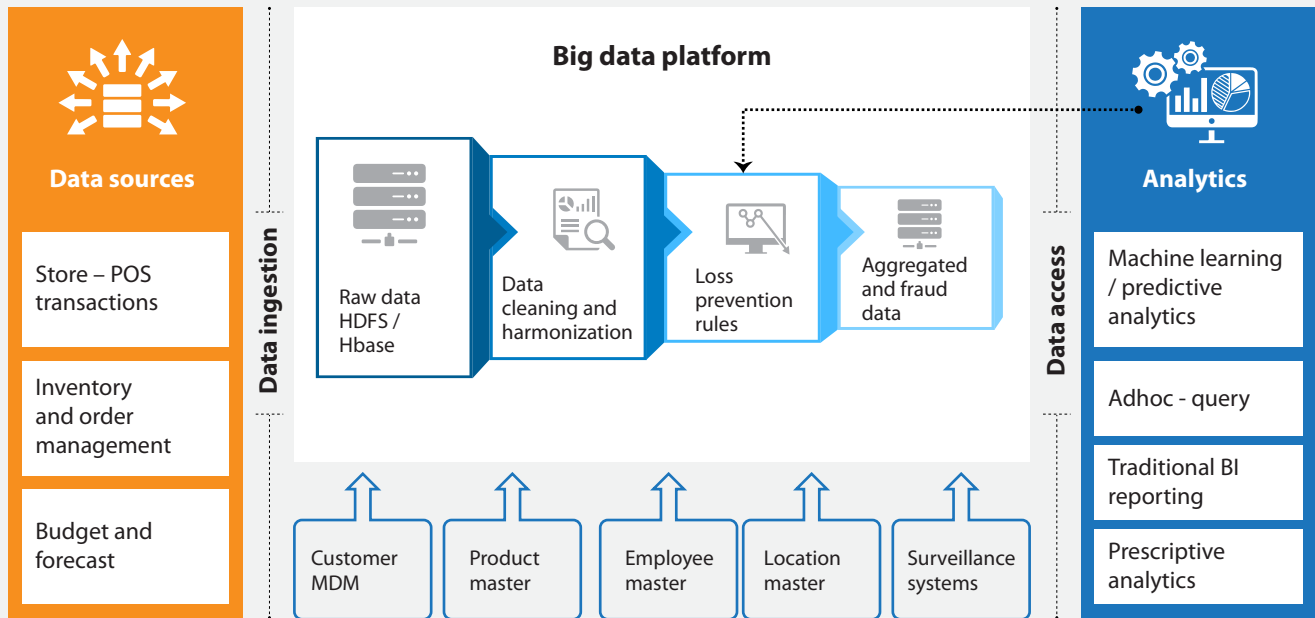 Data sources
Store – POS
transactions
Inventory
and order
management
Budget and
forecast
Data ingestion
Big data platform
Raw data
HDFS /
Hbase
Data
cleaning and
harmonization
Loss
prevention
rules
Aggregated
and fraud
data
Customer
MDM
Product
master
Employee
master
Location
master
Surveillance
systems
Data access
Analytics
Machine learning
/ predictive
analytics
Adhoc - query
Traditional BI
reporting
Prescriptive
analytics